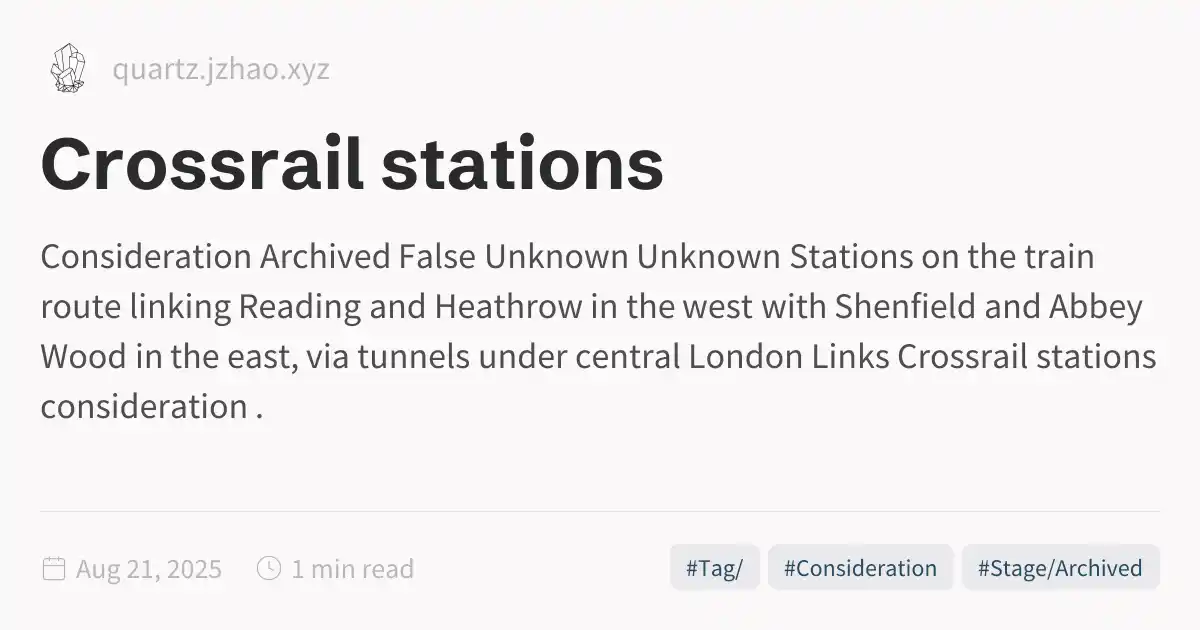 quartz.jzhao.xyz
Crossrail stations
Consideration Archived False Unknown Unknown Stations on the train
route linking Reading and Heathrow in the west with Shenfield and Abbey
Wood in the east, via tunnels under central London Links Crossrail stations
consideration .
Aug 21, 2025 1 min read #Tag/ #Consideration #Stage/Archived